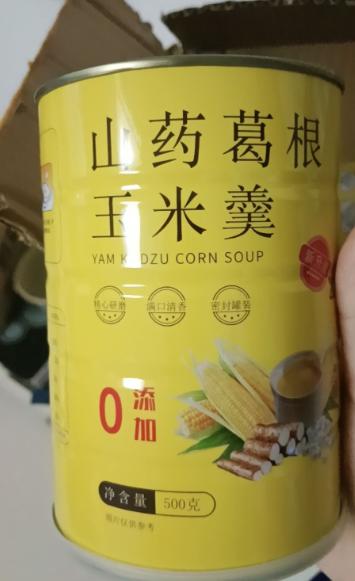 山药葛根
玉米羹
YAM KUDZU CORN SOUP
精心研磨
满口清香
密封罐装
0
添加
净含量
500克
图片仅供参考